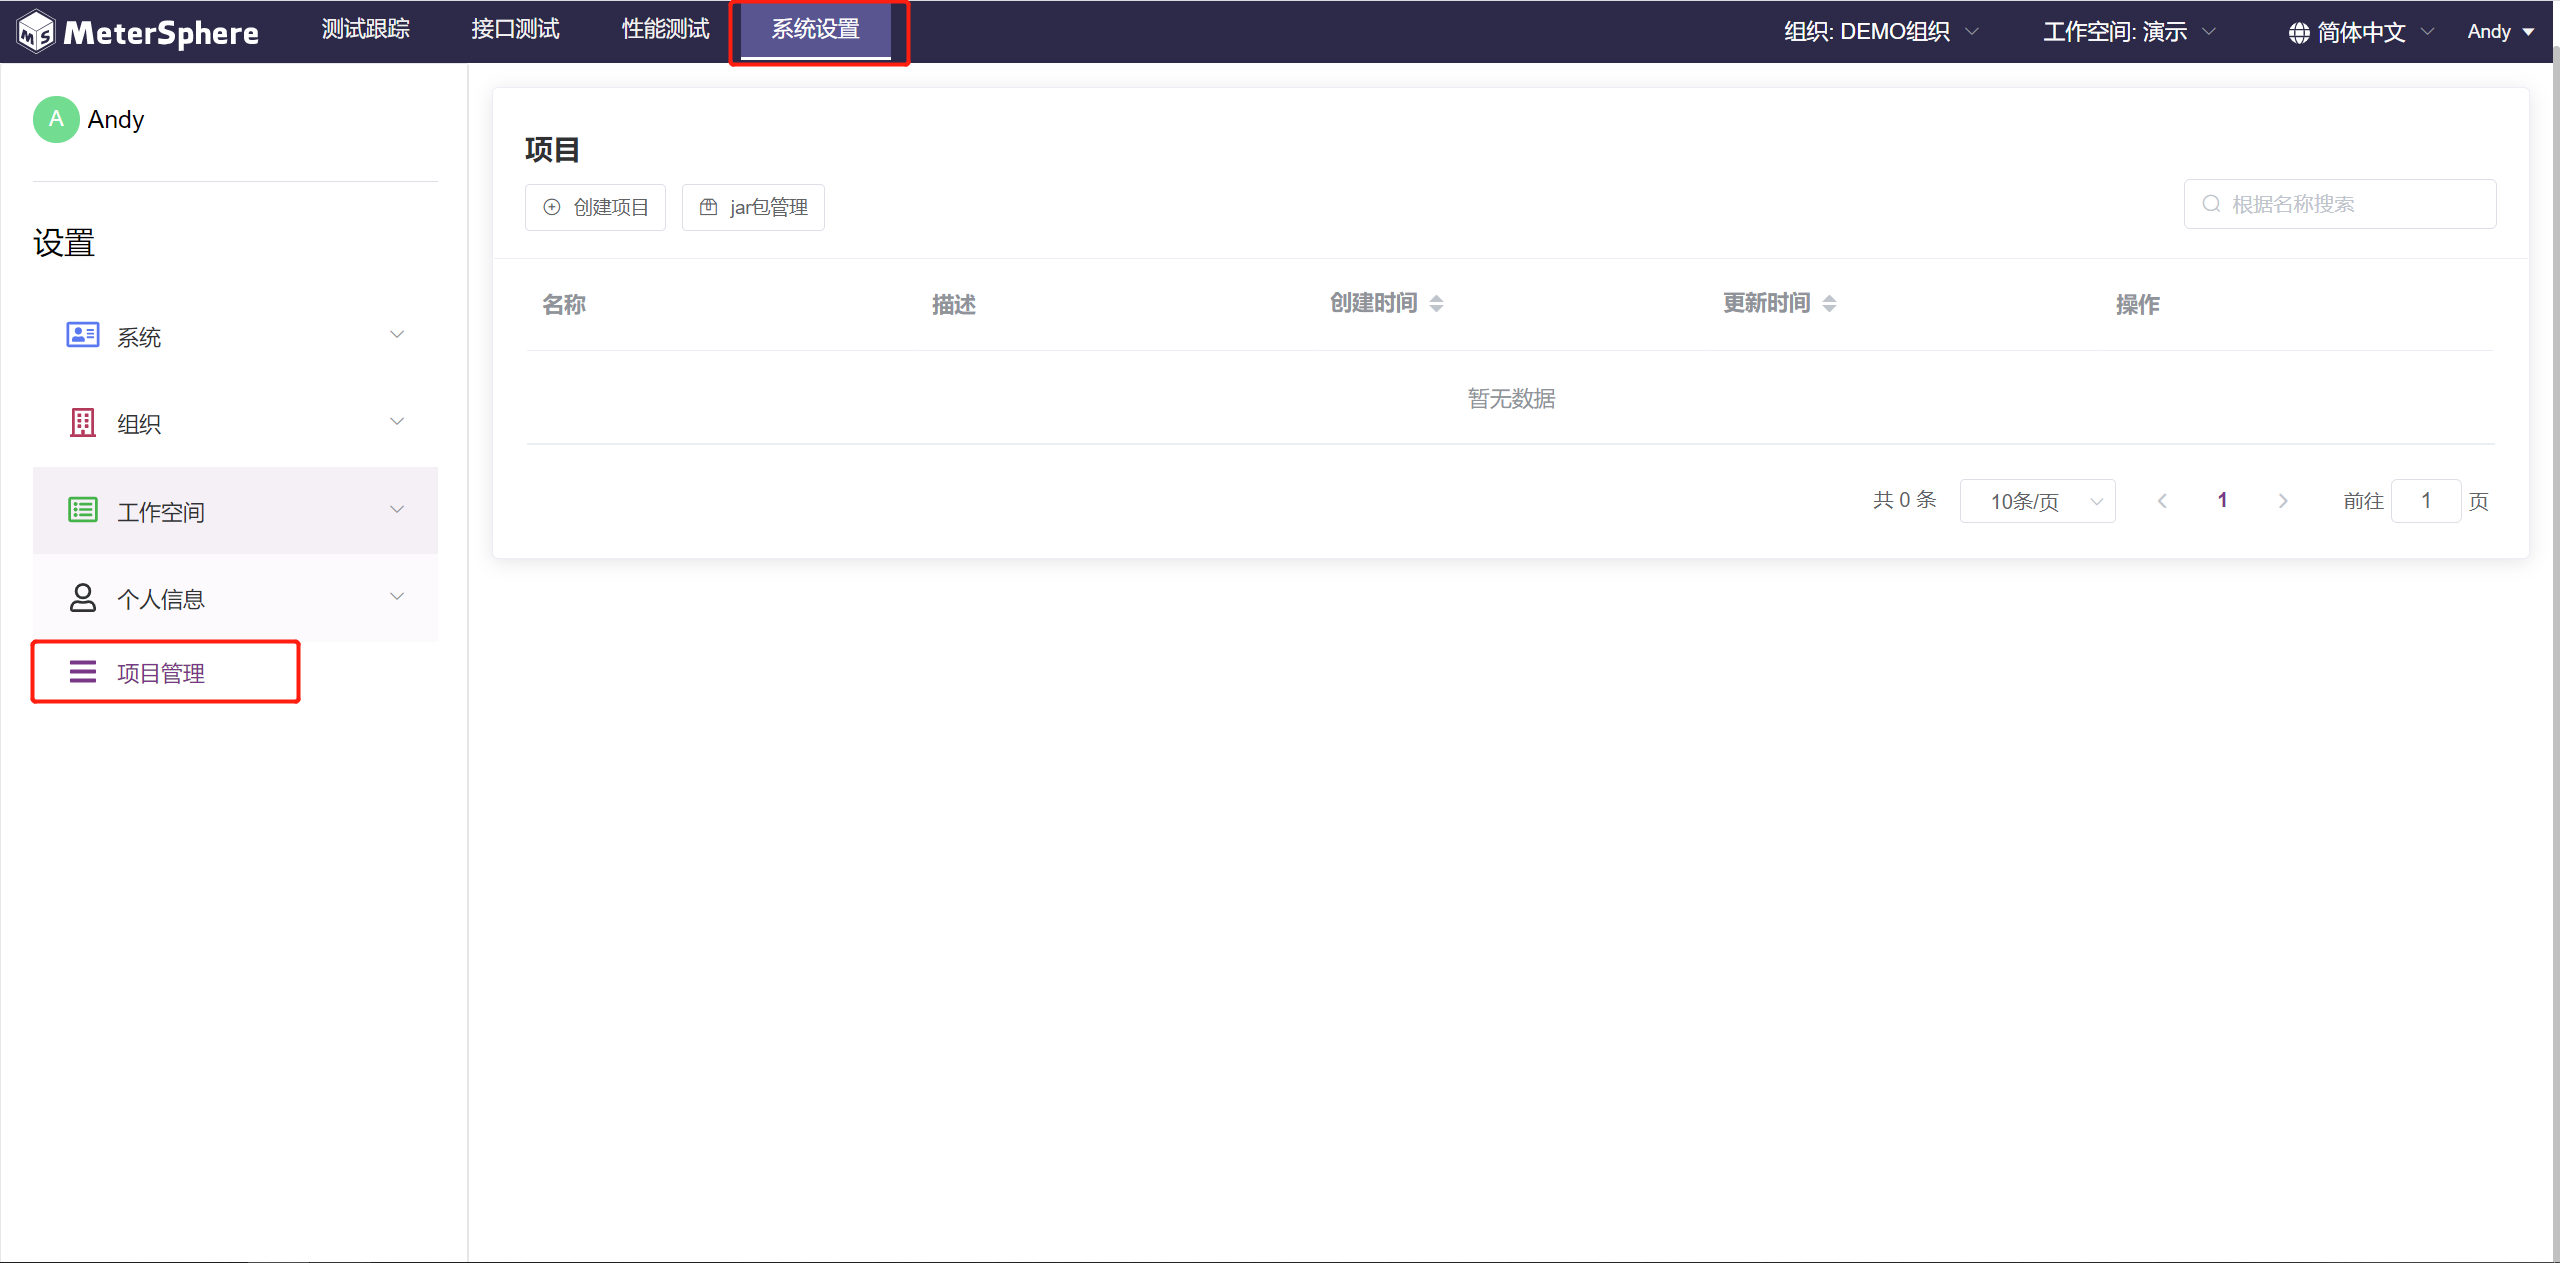 MeterSphere 测试跟踪 接口测试 性能测试 系统设置 组织: DEMO组织 工作空间: 演示 简体中文 Andy
A Andy
设置
系统
组织
工作空间
个人信息
项目管理
项目
创建项目 jar包管理 根据名称搜索
名称 描述 创建时间 更新时间 操作
暂无数据
共 0 条 10条/页 1 前往 1 页